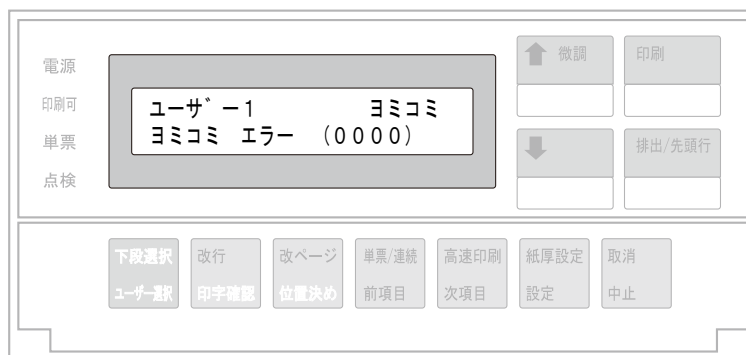 電源
印刷可
単票
点検
ユーザー1 ヨミコミ
ヨミコミ エラー (0000)
微調
印刷
排出/先頭行
下段選択
ユーザー選択
改行
印字確認
改ページ
位置決め
単票/連続
前項目
高速印刷
次項目
紙厚設定
設定
取消
中止